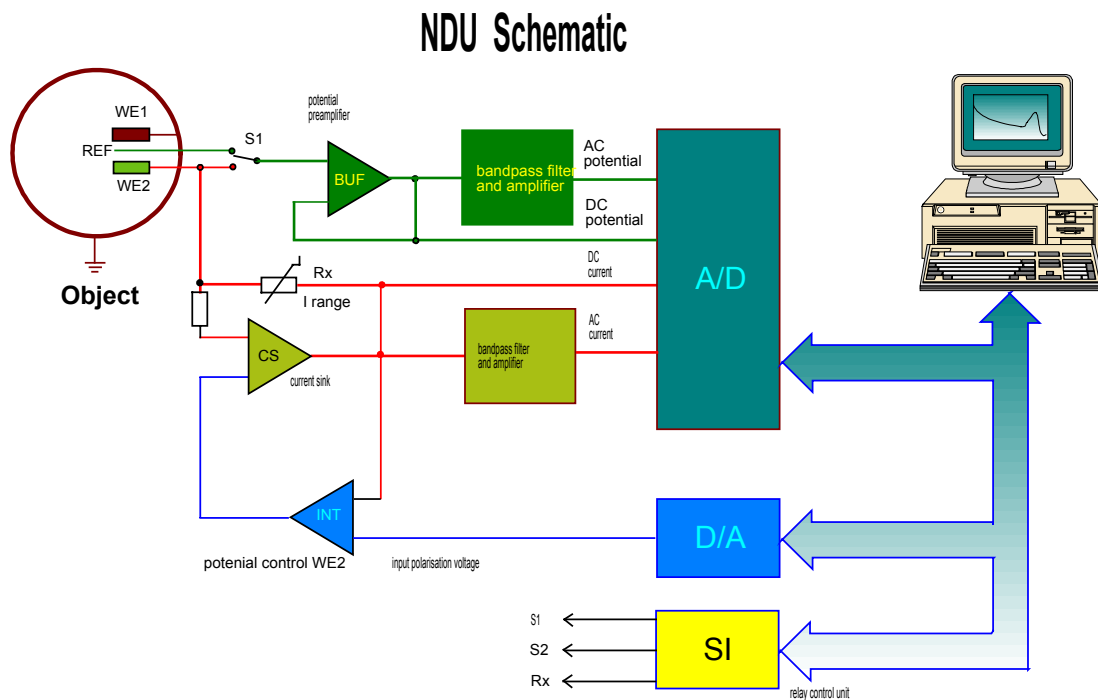 NDU Schematic
WE1
REF
WE2
S1
potential
preamplifier
BUF
bandpass filter
and amplifier
AC
potential
DC
potential
A/D
Object
Rx
I range
DC
current
CS
current sink
bandpass filter
and amplifier
AC
current
INT
potenial control WE2
input polarisation voltage
D/A
S1
S2
Rx
SI
relay control unit